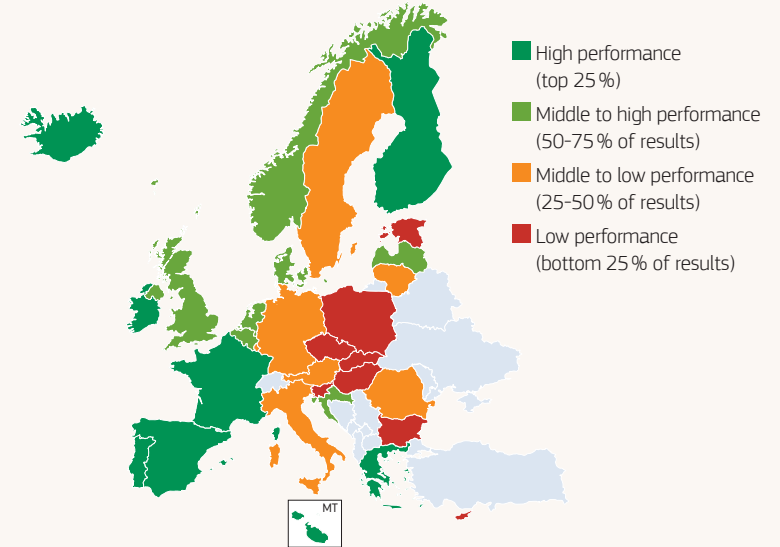 High performance
(top 25 %)
Middle to high performance
(50-75 % of results)
Middle to low performance
(25-50 % of results)
Low performance
(bottom 25 % of results)
MT